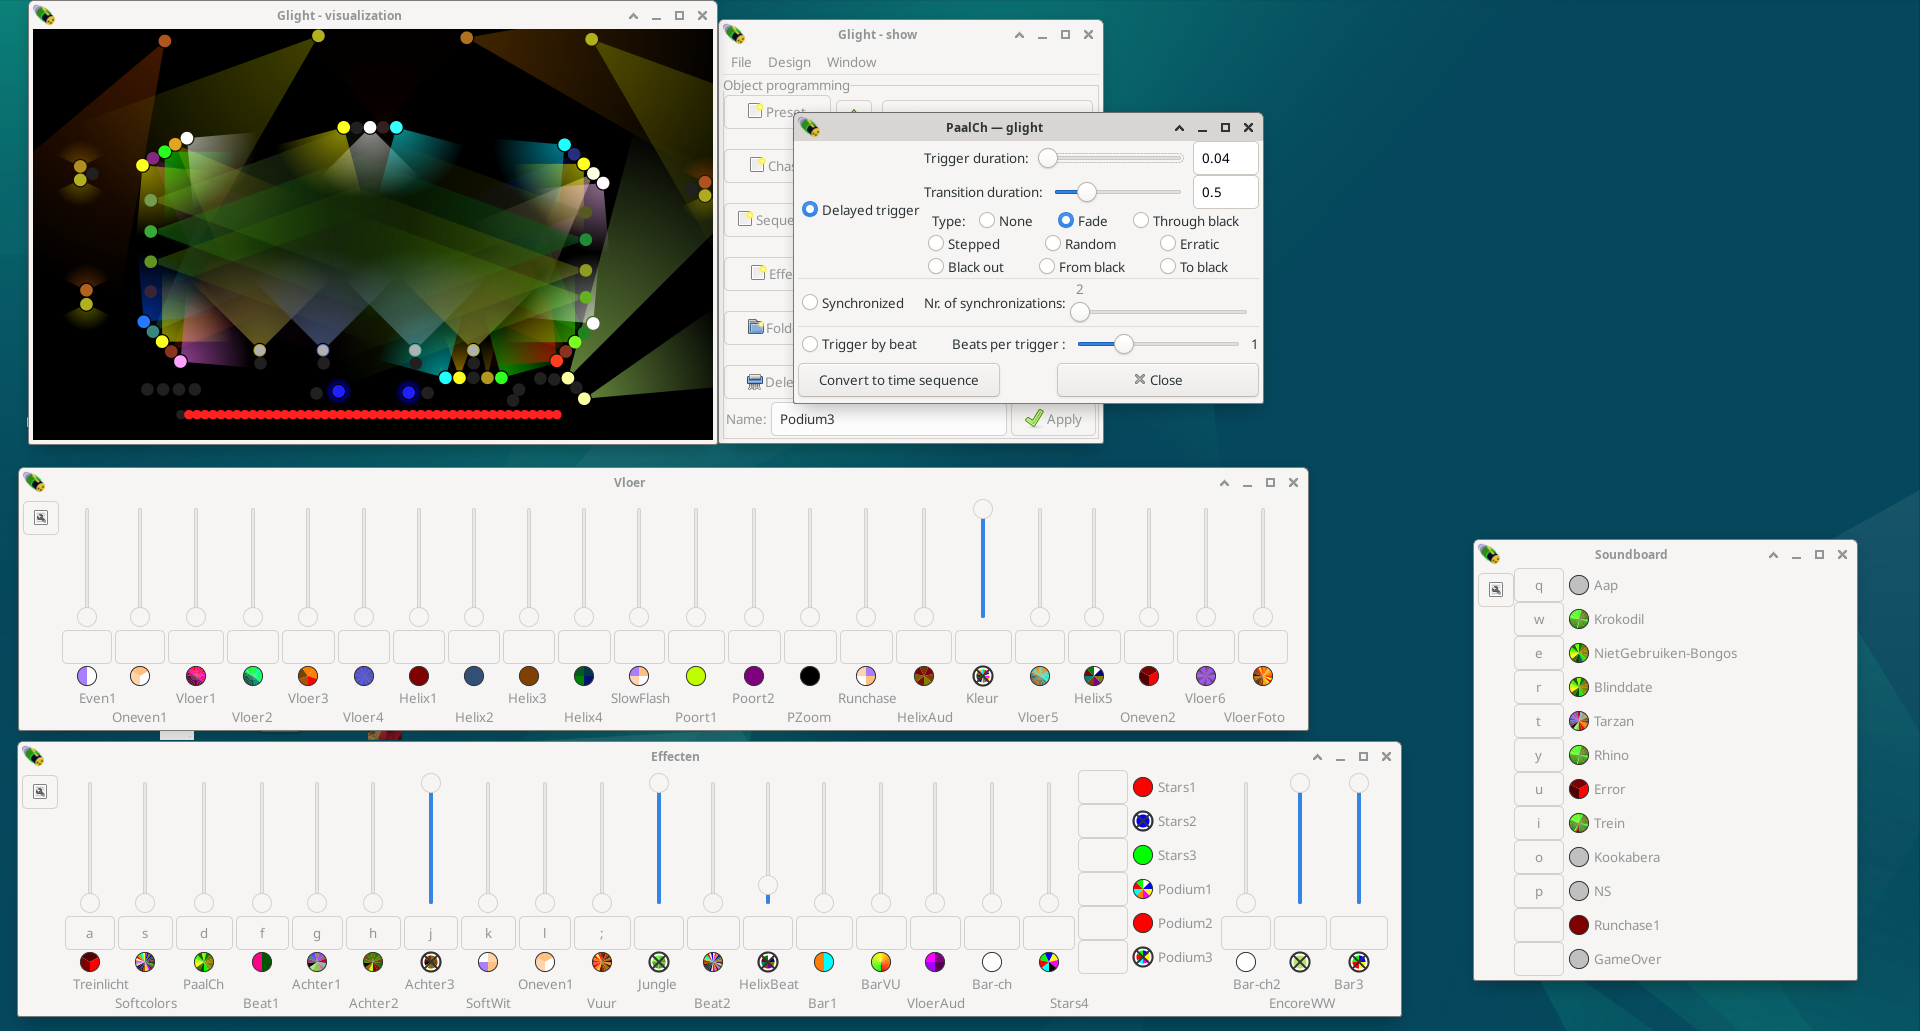 Glight - visualization
Glight - show
File Design Window
Object programming
Preset
Chas
Seque
Effe
Fold
Dele
Name: Podium3 Apply
PaalCh — glight
Trigger duration: 0.04
Transition duration: 0.5
Delayed trigger
Type: None Fade Through black
Stepped Random Erratic
Black out From black To black
2
Synchronized Nr. of synchronizations:
Trigger by beat Beats per trigger : 1
Convert to time sequence Close
Vloer
Even1 Vloer1 Vloer3 Helix1 Helix3 SlowFlash Poort2 Runchase Kleur Helix5 Vloer6
Oneven1 Vloer2 Vloer4 Helix2 Helix4 Poort1 PZoom HelixAud Vloer5 Oneven2 VloerFoto
Effecten
Stars1
Stars2
Stars3
Podium1
Podium2
Podium3
a s d f g h j k l ;
Treinlicht PaalCh Achter1 Achter3 Oneven1 Jungle HelixBeat BarVU Bar-ch Bar-ch2 Bar3
Softcolors Beat1 Achter2 SoftWit Vuur Beat2 Bar1 VloerAud Stars4 EncoreWW
Soundboard
q Aap
w Krokodil
e NietGebruiken-Bongos
r Blinddate
t Tarzan
y Rhino
u Error
i Trein
o Kookabera
p NS
Runchase1
GameOver